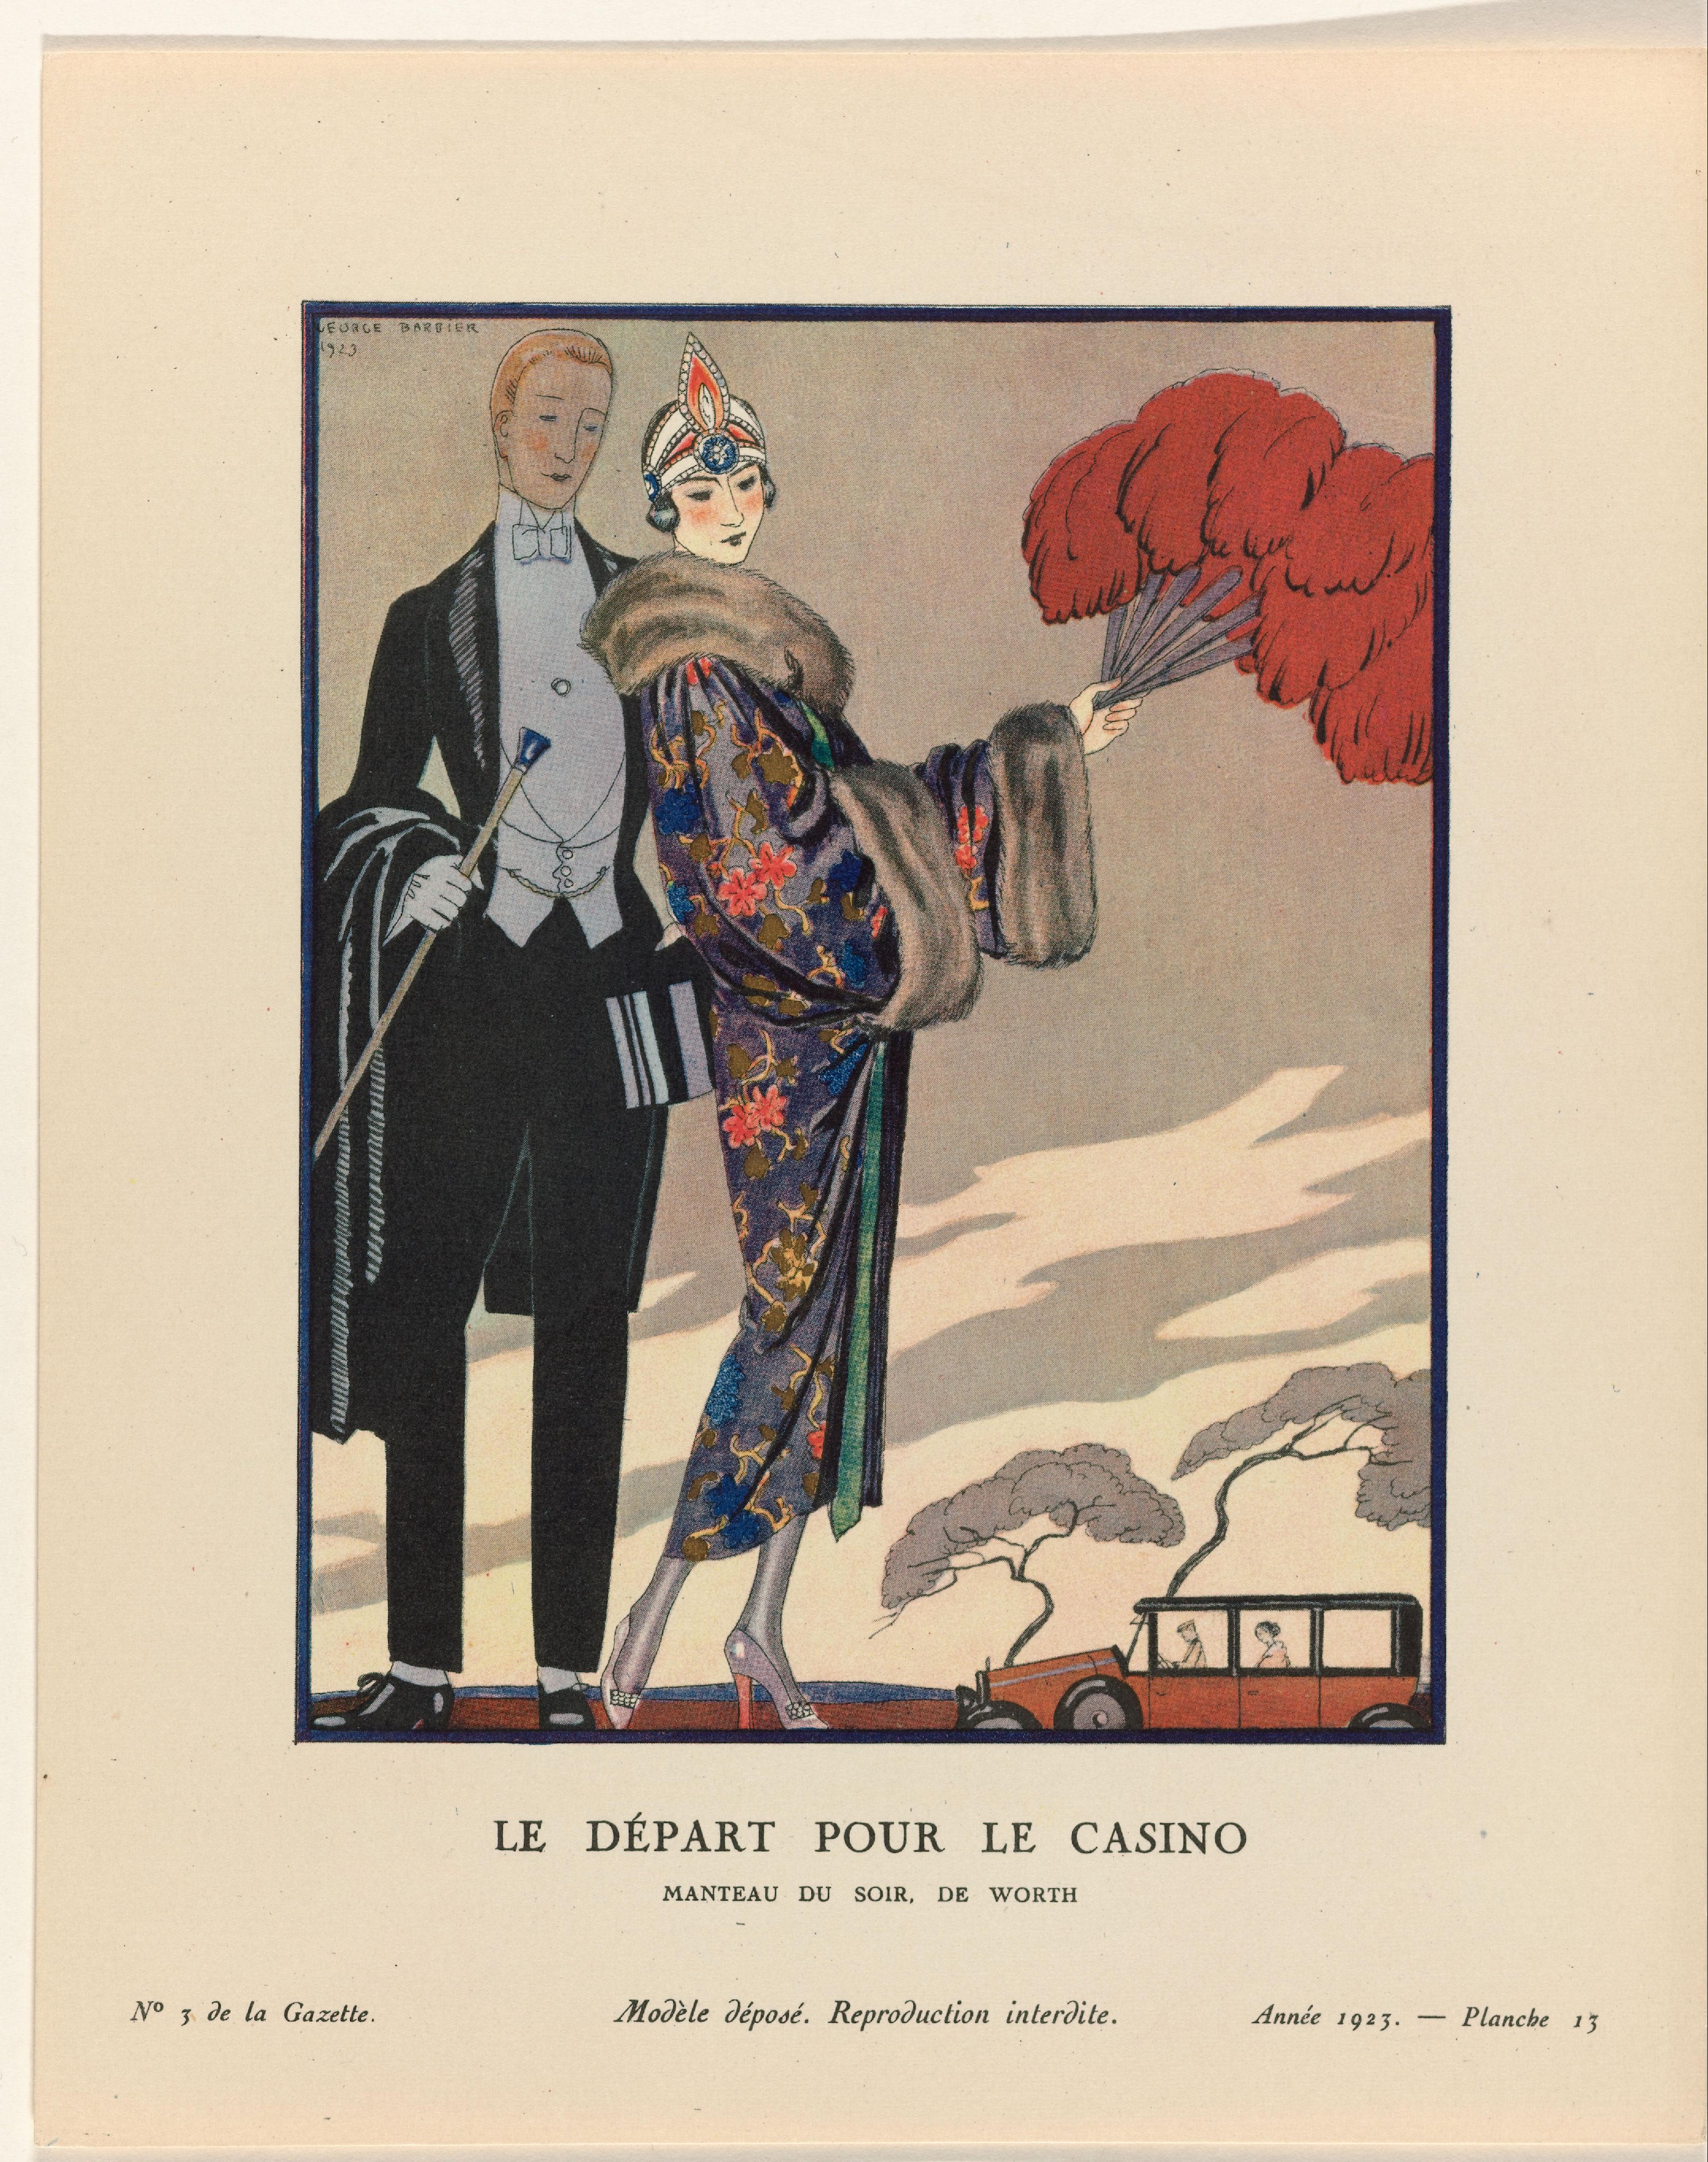 GEORGE BARBIER
1923
LE DÉPART POUR LE CASINO
MANTEAU DU SOIR, DE WORTH
Nº 3 de la Gazette.
Modèle déposé. Reproduction interdite.
Année 1923. — Planche 13